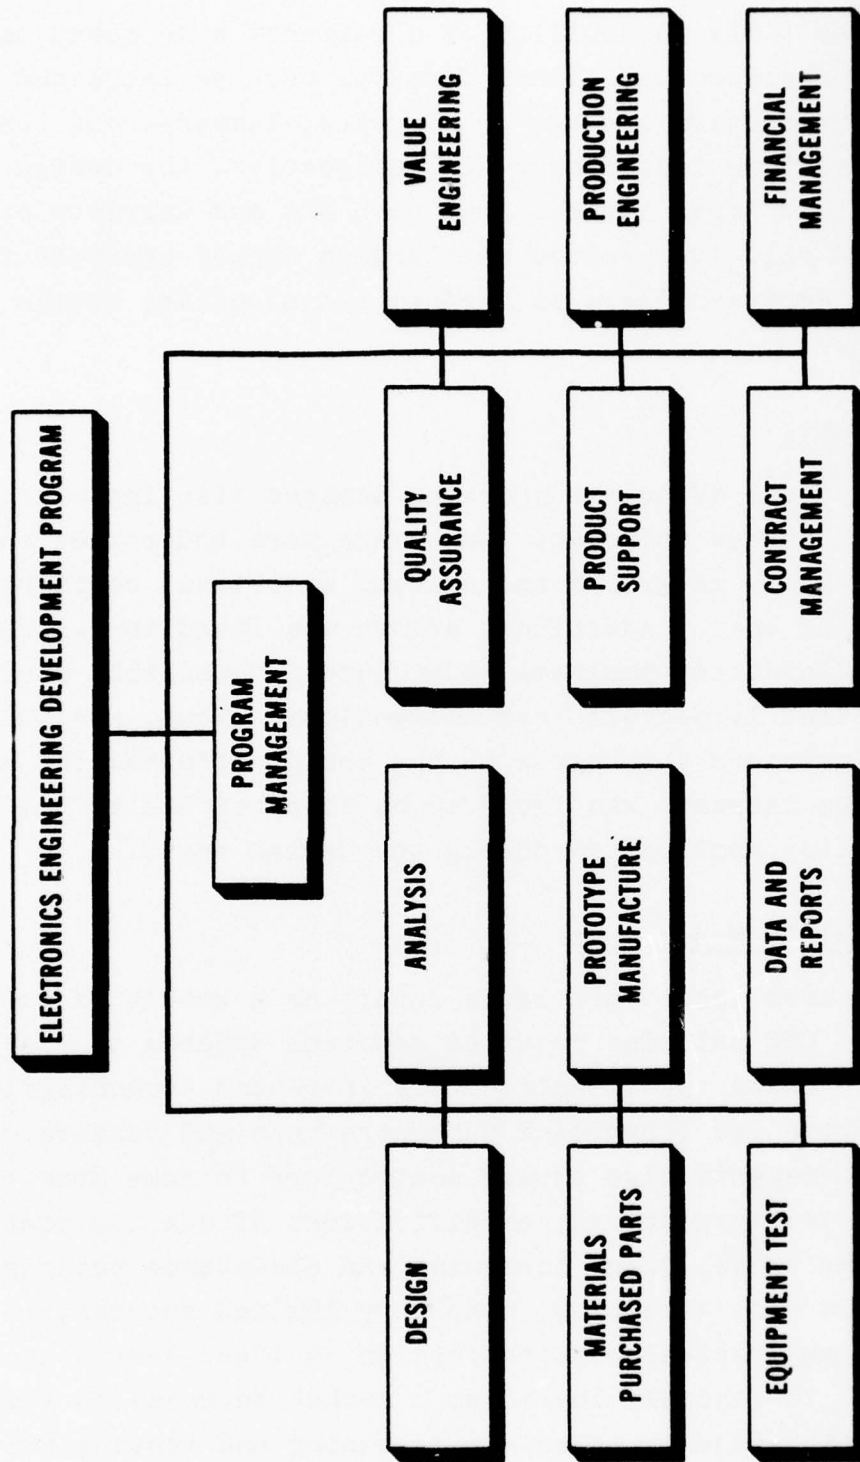 ELECTRONICS ENGINEERING DEVELOPMENT PROGRAM
PROGRAM
MANAGEMENT
DESIGN
ANALYSIS
QUALITY
ASSURANCE
VALUE
ENGINEERING
MATERIALS
PURCHASED PARTS
PROTOTYPE
MANUFACTURE
PRODUCT
SUPPORT
PRODUCTION
ENGINEERING
EQUIPMENT TEST
DATA AND
REPORTS
CONTRACT
MANAGEMENT
FINANCIAL
MANAGEMENT